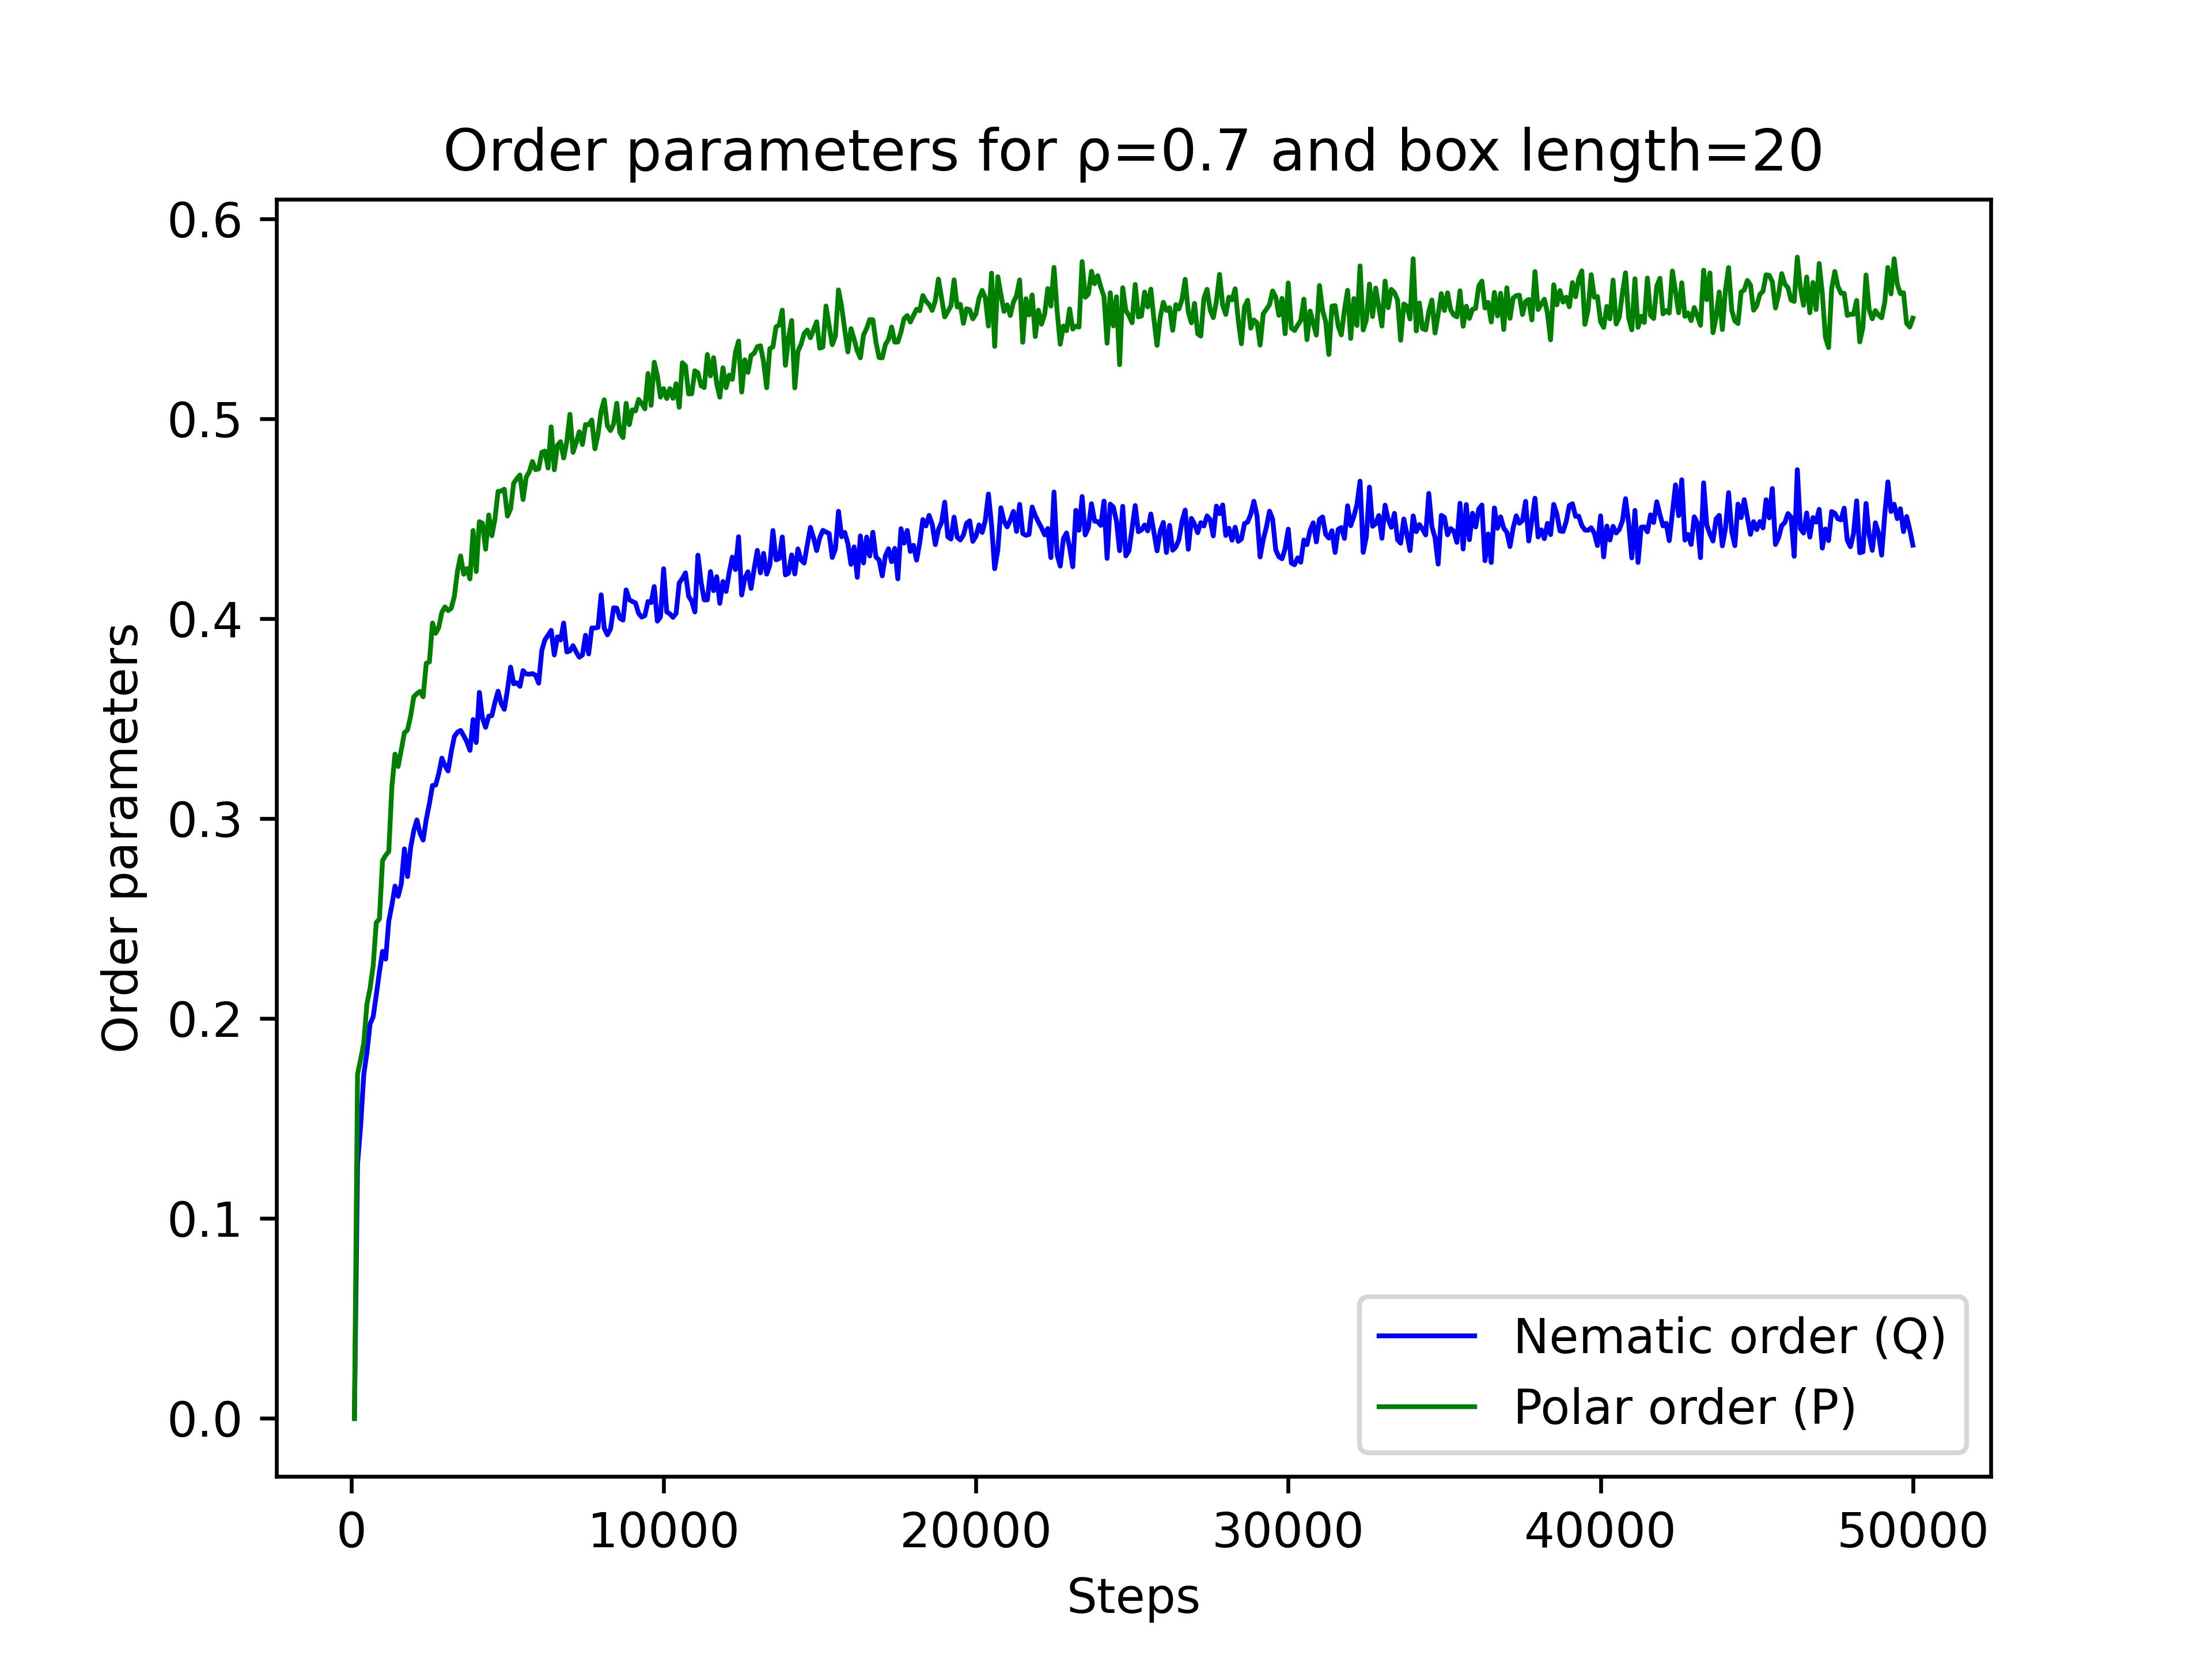 Order parameters for ρ=0.7 and box length=20
0.6
0.5
0.4
0.3
0.2
0.1
0.0
Order parameters
Nematic order (Q)
Polar order (P)
0 10000 20000 30000 40000 50000
Steps